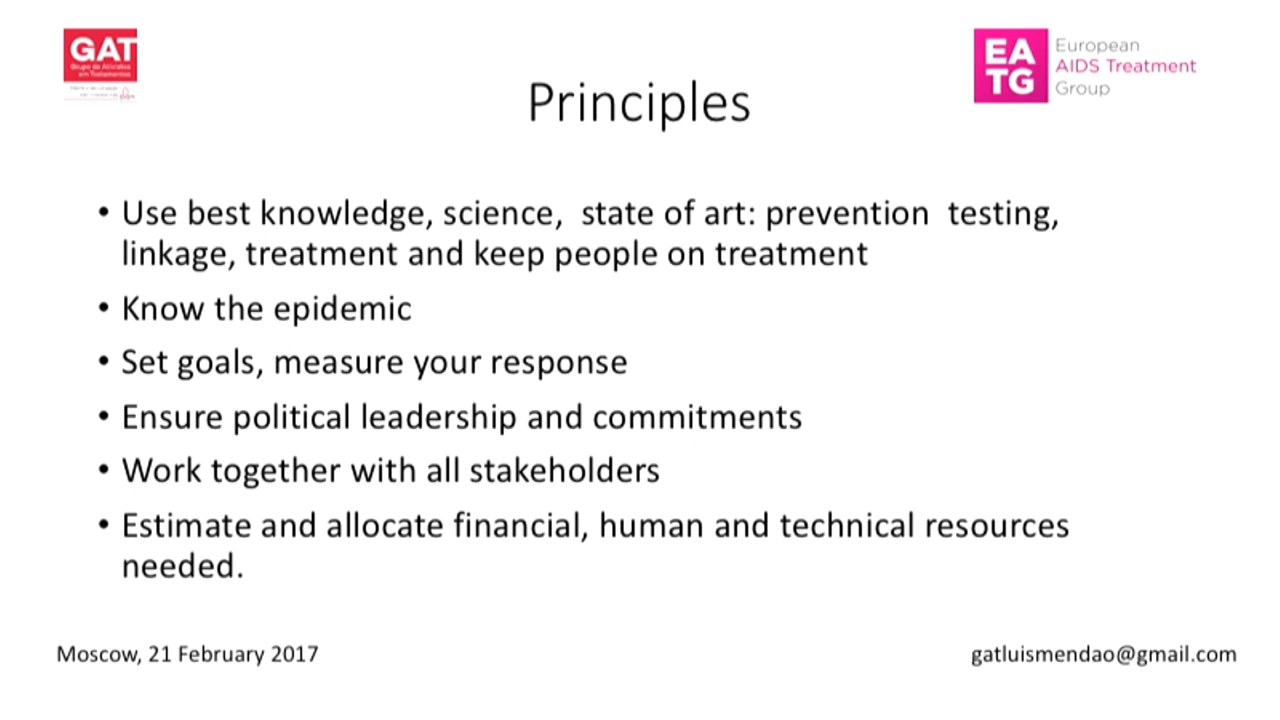 GAT
Grupo de Ativistas
em Tratamentos
EA
TG
European
AIDS Treatment
Group
Principles
• Use best knowledge, science,  state of art: prevention  testing,
linkage, treatment and keep people on treatment
• Know the epidemic
• Set goals, measure your response
• Ensure political leadership and commitments
• Work together with all stakeholders
• Estimate and allocate financial, human and technical resources
needed.
Moscow, 21 February 2017
gatluismendao@gmail.com